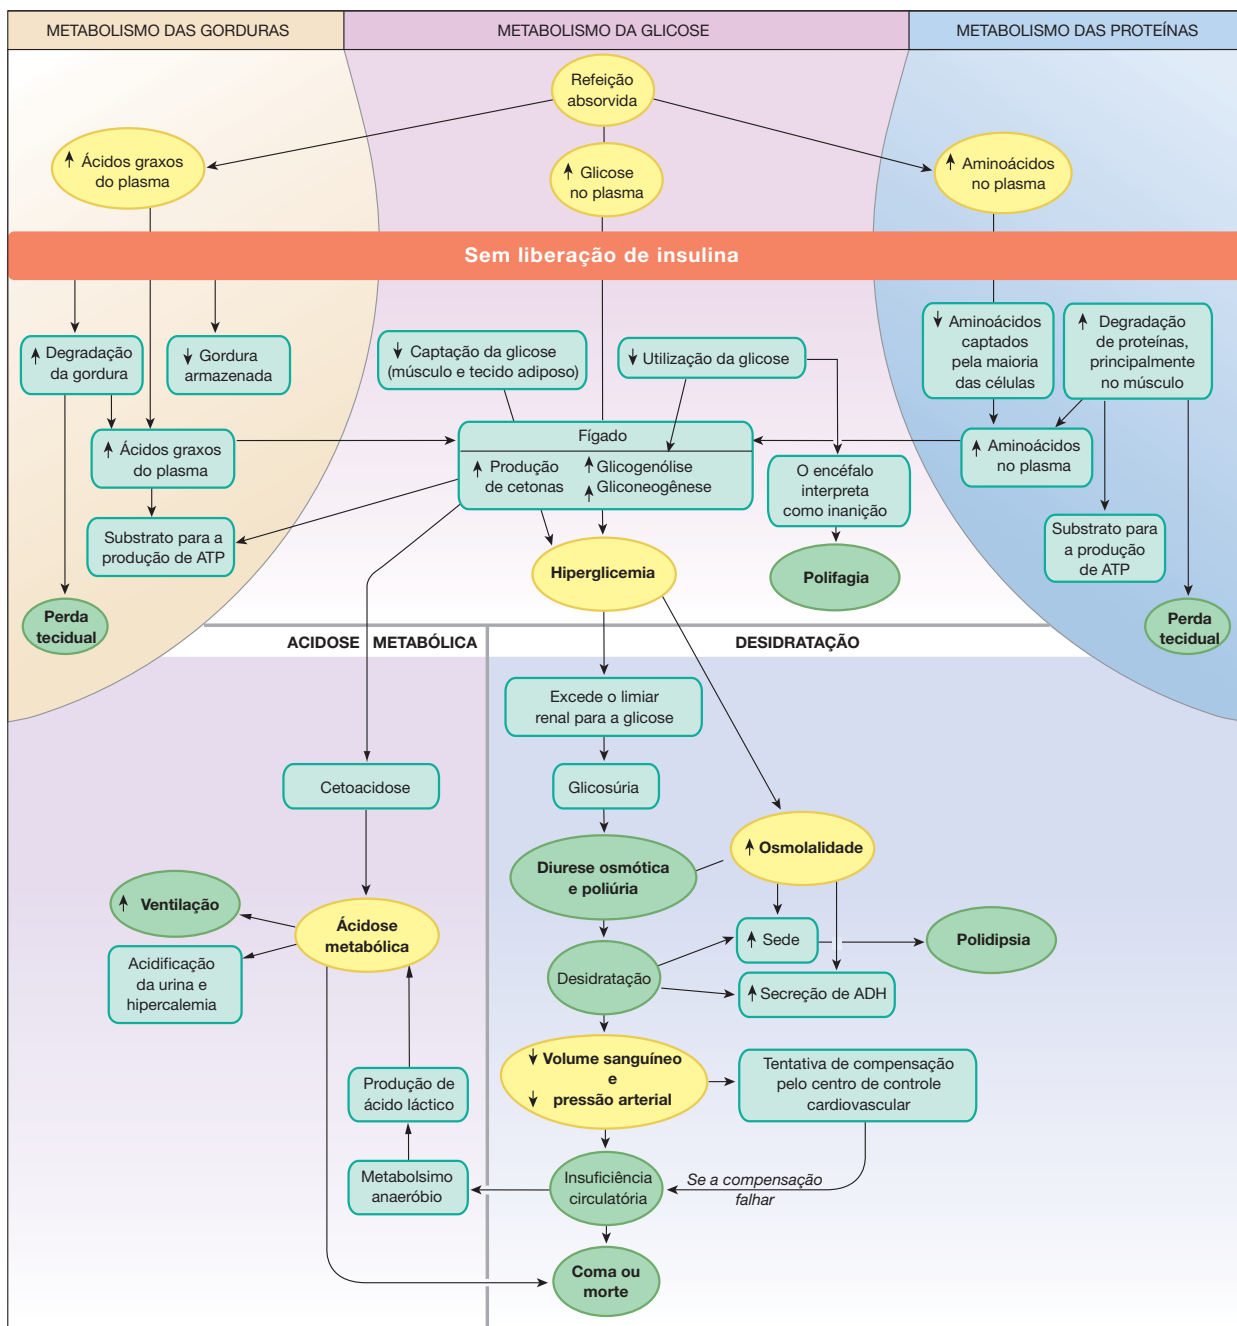 METABOLISMO DAS GORDURAS
METABOLISMO DA GLICOSE
METABOLISMO DAS PROTEÍNAS
Refeição
absorvida
↑ Ácidos graxos
do plasma
↑ Glicose
no plasma
↑ Aminoácidos
no plasma
Sem liberação de insulina
↑ Degradação
da gordura
↓ Gordura
armazenada
↓ Captação da glicose
(músculo e tecido adiposo)
↓ Utilização da glicose
↓ Aminoácidos
captados
pela maioria
das células
↑ Degradação
de proteínas,
principalmente
no músculo
↑ Ácidos graxos
do plasma
Fígado
↑ Produção
de cetonas
↑ Glicogenólise
↑ Gliconeogênese
O encéfalo
interpreta
como inanição
↑ Aminoácidos
no plasma
Substrato para a
produção de ATP
Substrato para
a produção
de ATP
Hiperglicemia
Polifagia
Perda
tecidual
Perda
tecidual
ACIDOSE METABÓLICA
DESIDRATAÇÃO
Excede o limiar
renal para a glicose
Cetoacidose
Glicosúria
Diurese osmótica
e poliúria
↑ Osmolalidade
↑ Ventilação
Ácidose
metabólica
↑ Sede
Polidipsia
Acidificação
da urina e
hipercalemia
Desidratação
↑ Secreção de ADH
↓ Volume sanguíneo
e
↓ pressão arterial
Tentativa de compensação
pelo centro de controle
cardiovascular
Produção de
ácido láctico
Metabolsimo
anaeróbio
Insuficiência
circulatória
Se a compensação
falhar
Coma ou
morte